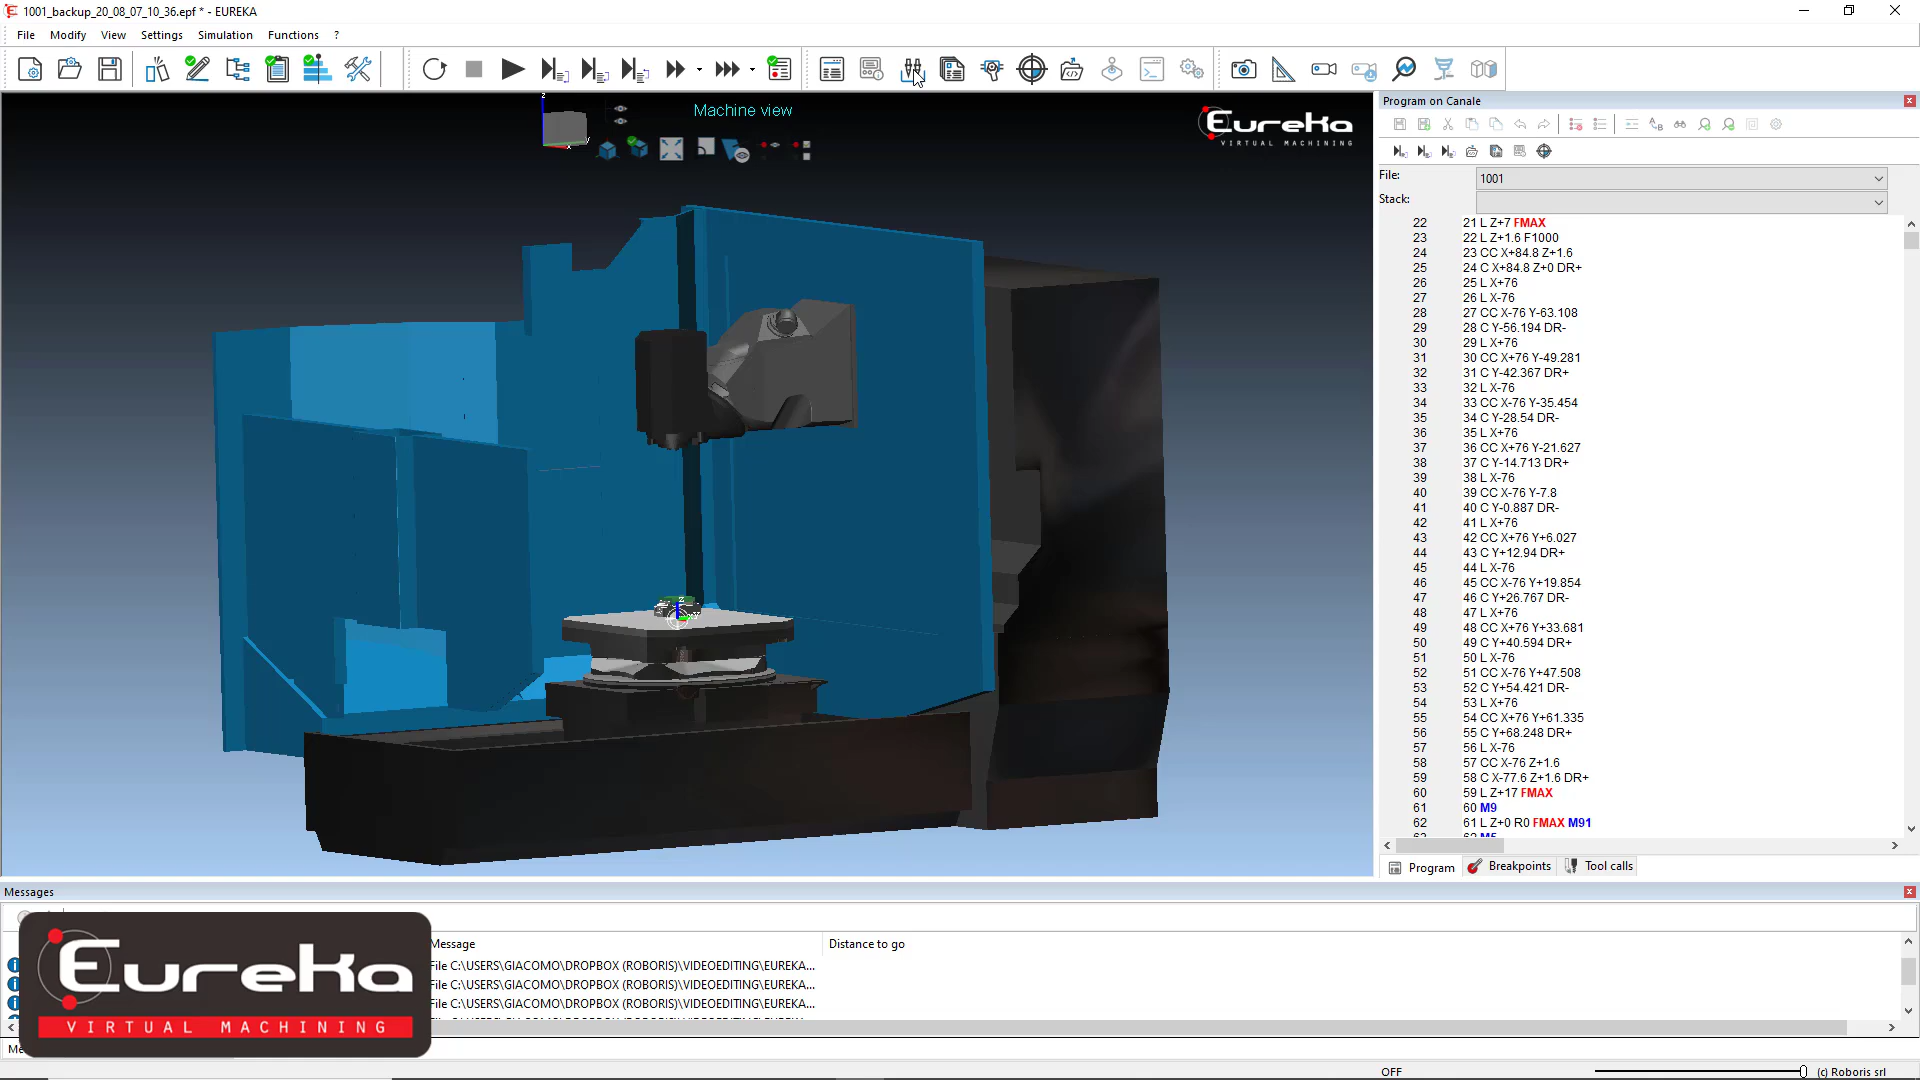 1001_backup_20_08_07_10_36.epf * - EUREKA
File Modify View Settings Simulation Functions ?
Machine view
Eureka
VIRTUAL MACHINING
z
y
x
Program on Canale
File: 1001
Stack:
22 21 L Z+7 FMAX
23 22 L Z+1.6 F1000
24 23 CC X+84.8 Z+1.6
25 24 C X+84.8 Z+0 DR+
26 25 L X+76
27 26 L X-76
28 27 CC X-76 Y-63.108
29 28 C Y-56.194 DR-
30 29 L X+76
31 30 CC X+76 Y-49.281
32 31 C Y-42.367 DR+
33 32 L X-76
34 33 CC X-76 Y-35.454
35 34 C Y-28.54 DR-
36 35 L X+76
37 36 CC X+76 Y-21.627
38 37 C Y-14.713 DR+
39 38 L X-76
40 39 CC X-76 Y-7.8
41 40 C Y-0.887 DR-
42 41 L X+76
43 42 CC X+76 Y+6.027
44 43 C Y+12.94 DR+
45 44 L X-76
46 45 CC X-76 Y+19.854
47 46 C Y+26.767 DR-
48 47 L X+76
49 48 CC X+76 Y+33.681
50 49 C Y+40.594 DR+
51 50 L X-76
52 51 CC X-76 Y+47.508
53 52 C Y+54.421 DR-
54 53 L X+76
55 54 CC X+76 Y+61.335
56 55 C Y+68.248 DR+
57 56 L X-76
58 57 CC X-76 Z+1.6
59 58 C X-77.6 Z+1.6 DR+
60 59 L Z+17 FMAX
61 60 M9
62 61 L Z+0 R0 FMAX M91
63 62 M5
Program Breakpoints Tool calls
Messages
Message Distance to go
File C:\USERS\GIACOMO\DROPBOX (ROBORIS)\VIDEOEDITING\EUREKA...
File C:\USERS\GIACOMO\DROPBOX (ROBORIS)\VIDEOEDITING\EUREKA...
File C:\USERS\GIACOMO\DROPBOX (ROBORIS)\VIDEOEDITING\EUREKA...
Eureka
VIRTUAL MACHINING
OFF (c) Roboris srl